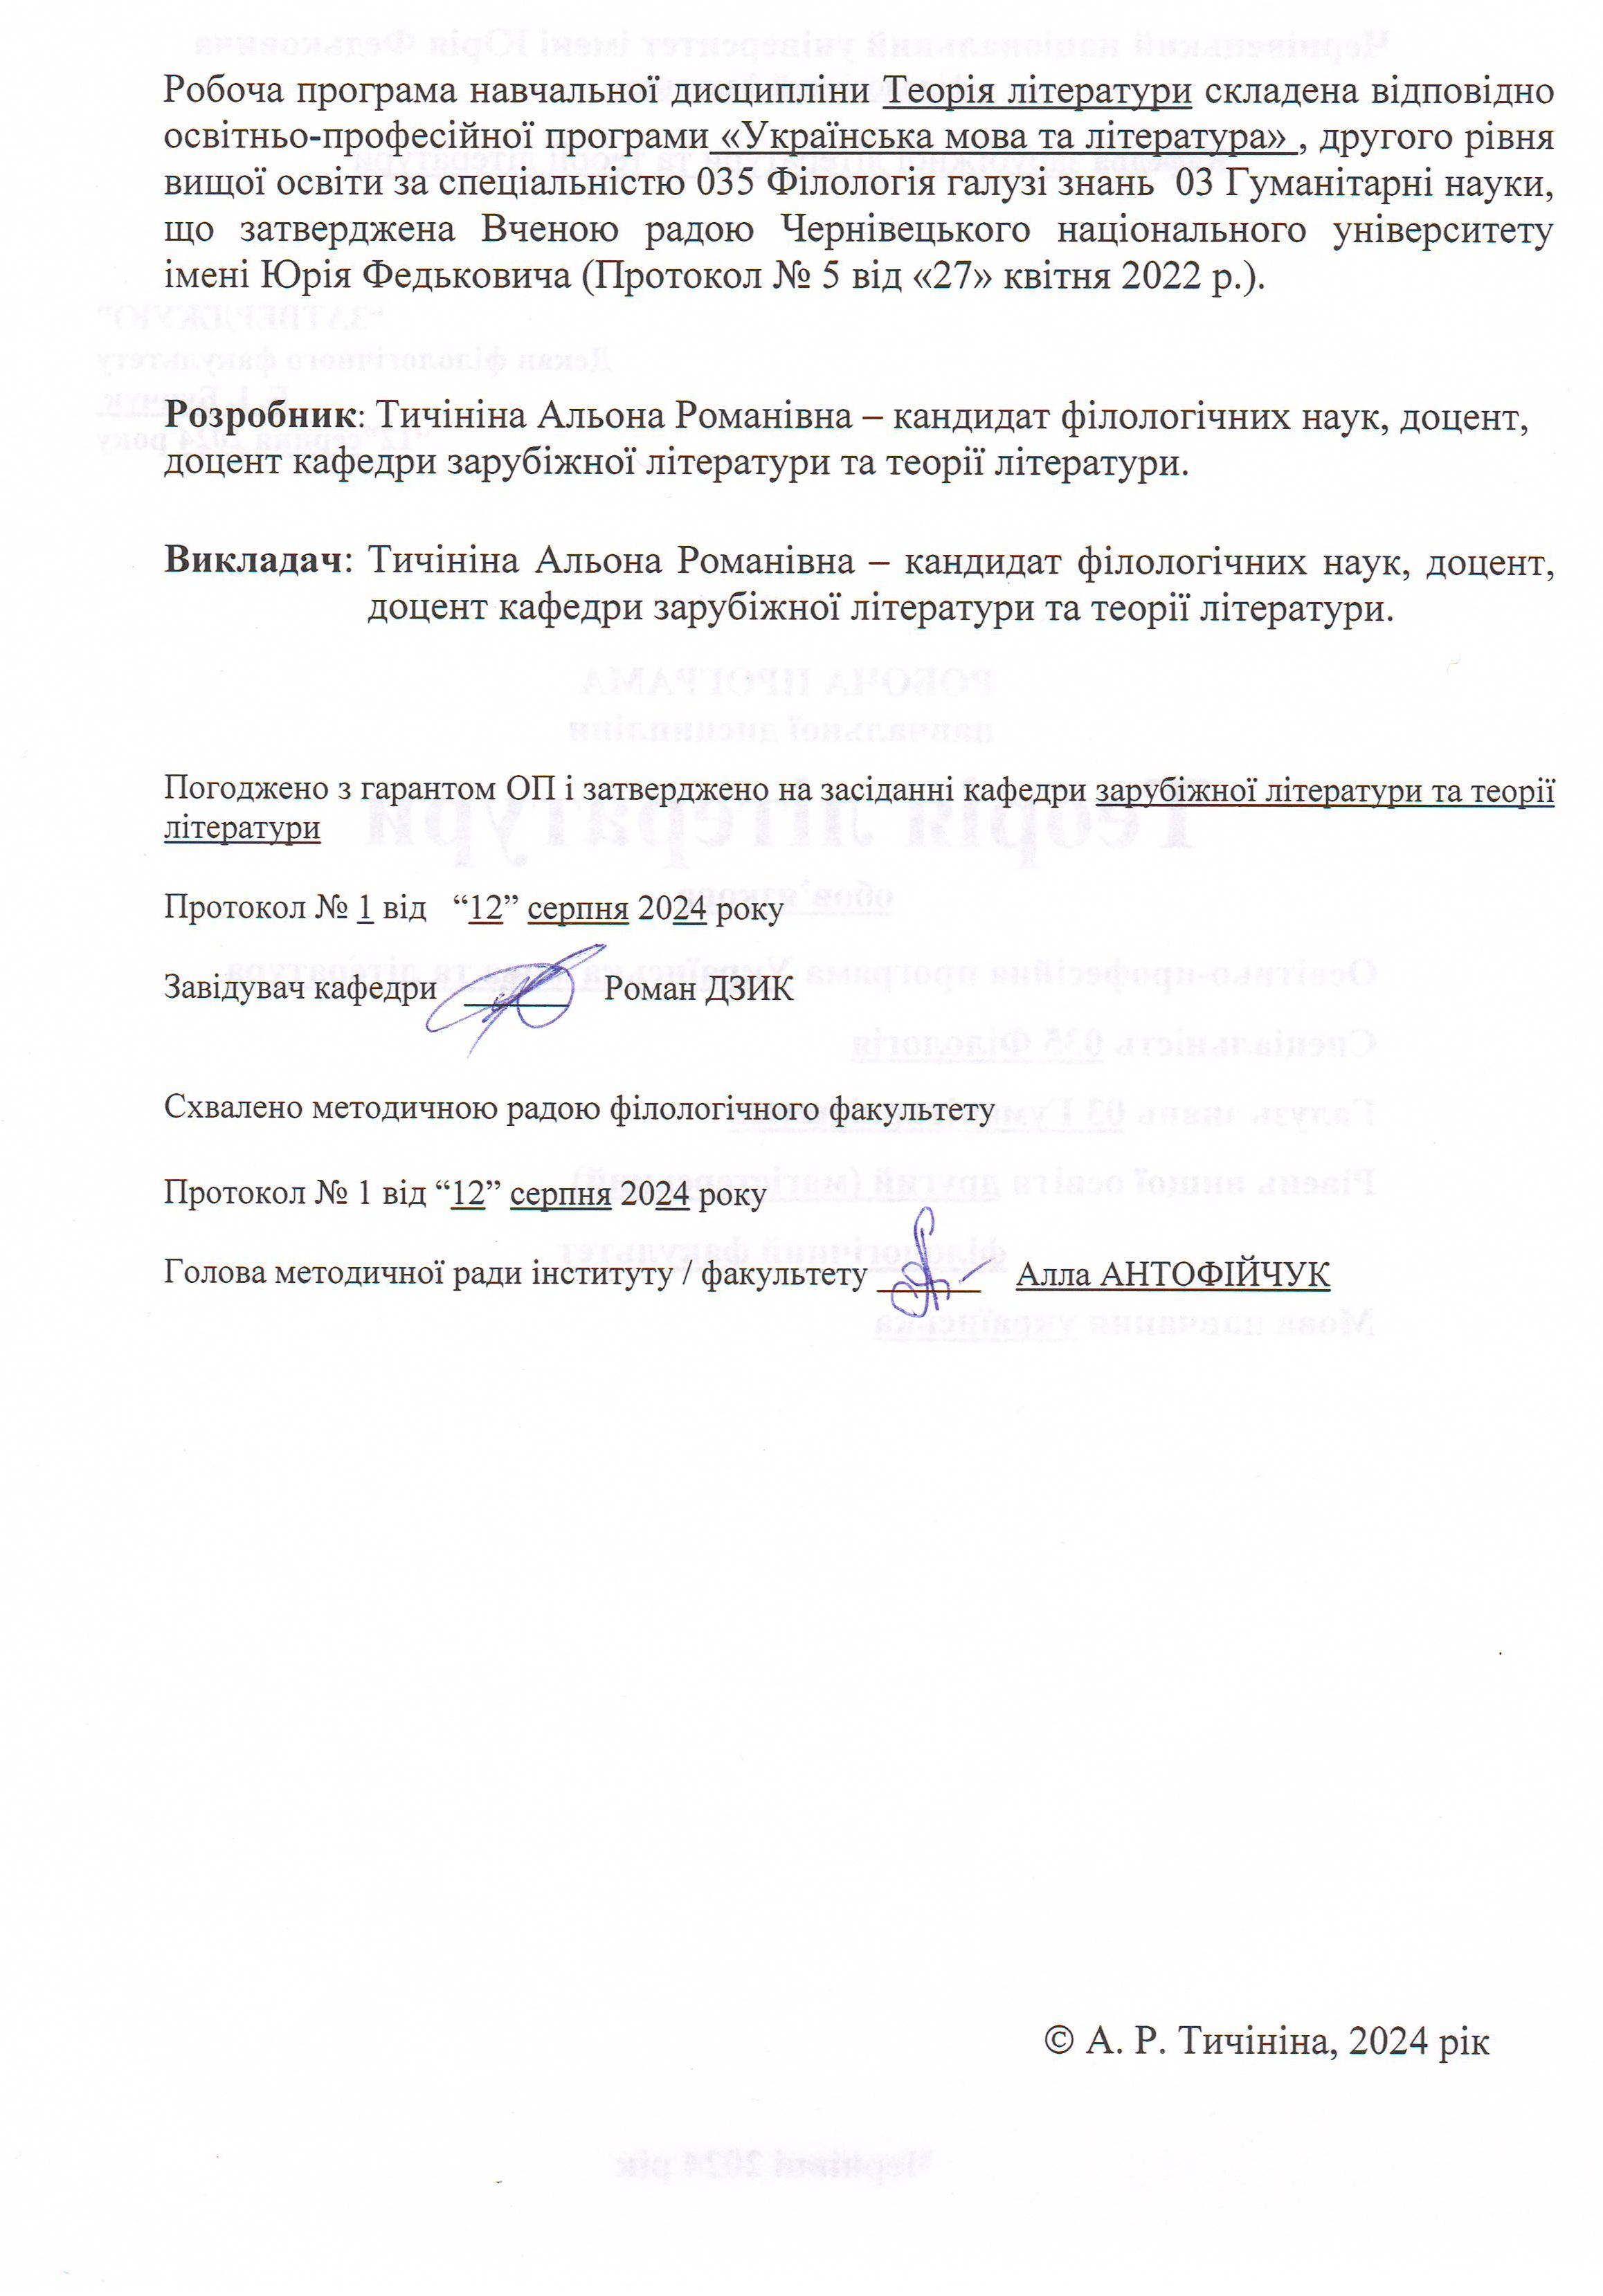 Робоча програма навчальної дисципліни Теорія літератури складена відповідно
освітньо-професійної програми «Українська мова та література» , другого рівня
вищої освіти за спеціальністю 035 Філологія галузі знань 03 Гуманітарні науки,
що затверджена Вченою радою Чернівецького національного університету
імені Юрія Федьковича (Протокол № 5 від «27» квітня 2022 р.).
Розробник: Тичініна Альона Романівна – кандидат філологічних наук, доцент,
доцент кафедри зарубіжної літератури та теорії літератури.
Викладач: Тичініна Альона Романівна – кандидат філологічних наук, доцент,
доцент кафедри зарубіжної літератури та теорії літератури.
Погоджено з гарантом ОП і затверджено на засіданні кафедри зарубіжної літератури та теорії
літератури
Протокол № 1 від “12” серпня 2024 року
Завідувач кафедри Роман ДЗИК
Схвалено методичною радою філологічного факультету
Протокол № 1 від “12” серпня 2024 року
Голова методичної ради інституту / факультету Алла АНТОФІЙЧУК
© А. Р. Тичініна, 2024 рік